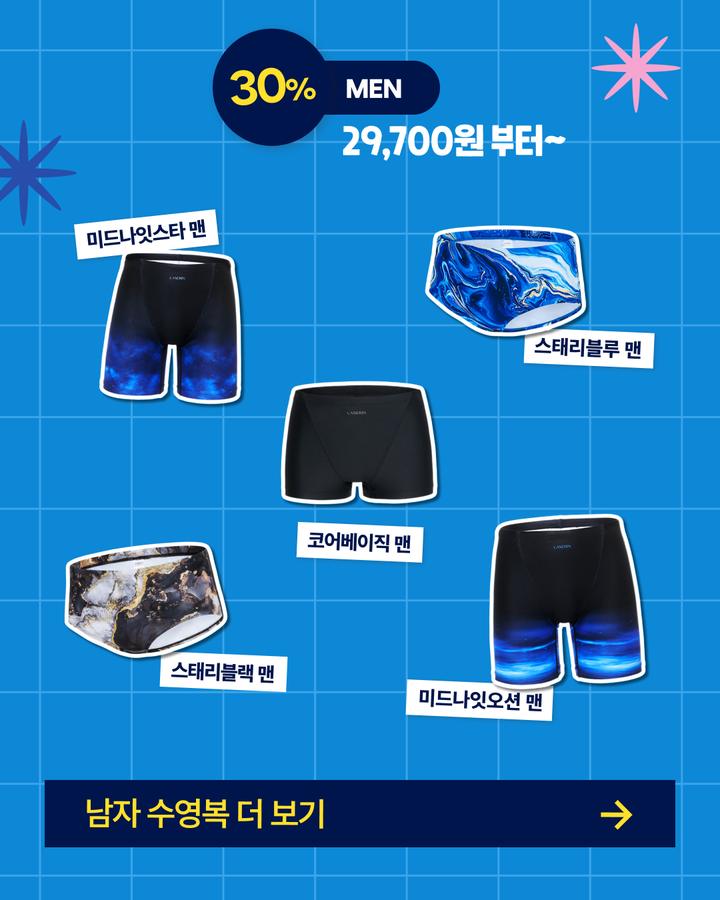 30%
MEN
29,700원 부터~
미드나잇스타 맨
스태리블루 맨
코어베이직 맨
스태리블랙 맨
미드나잇오션 맨
남자 수영복 더 보기